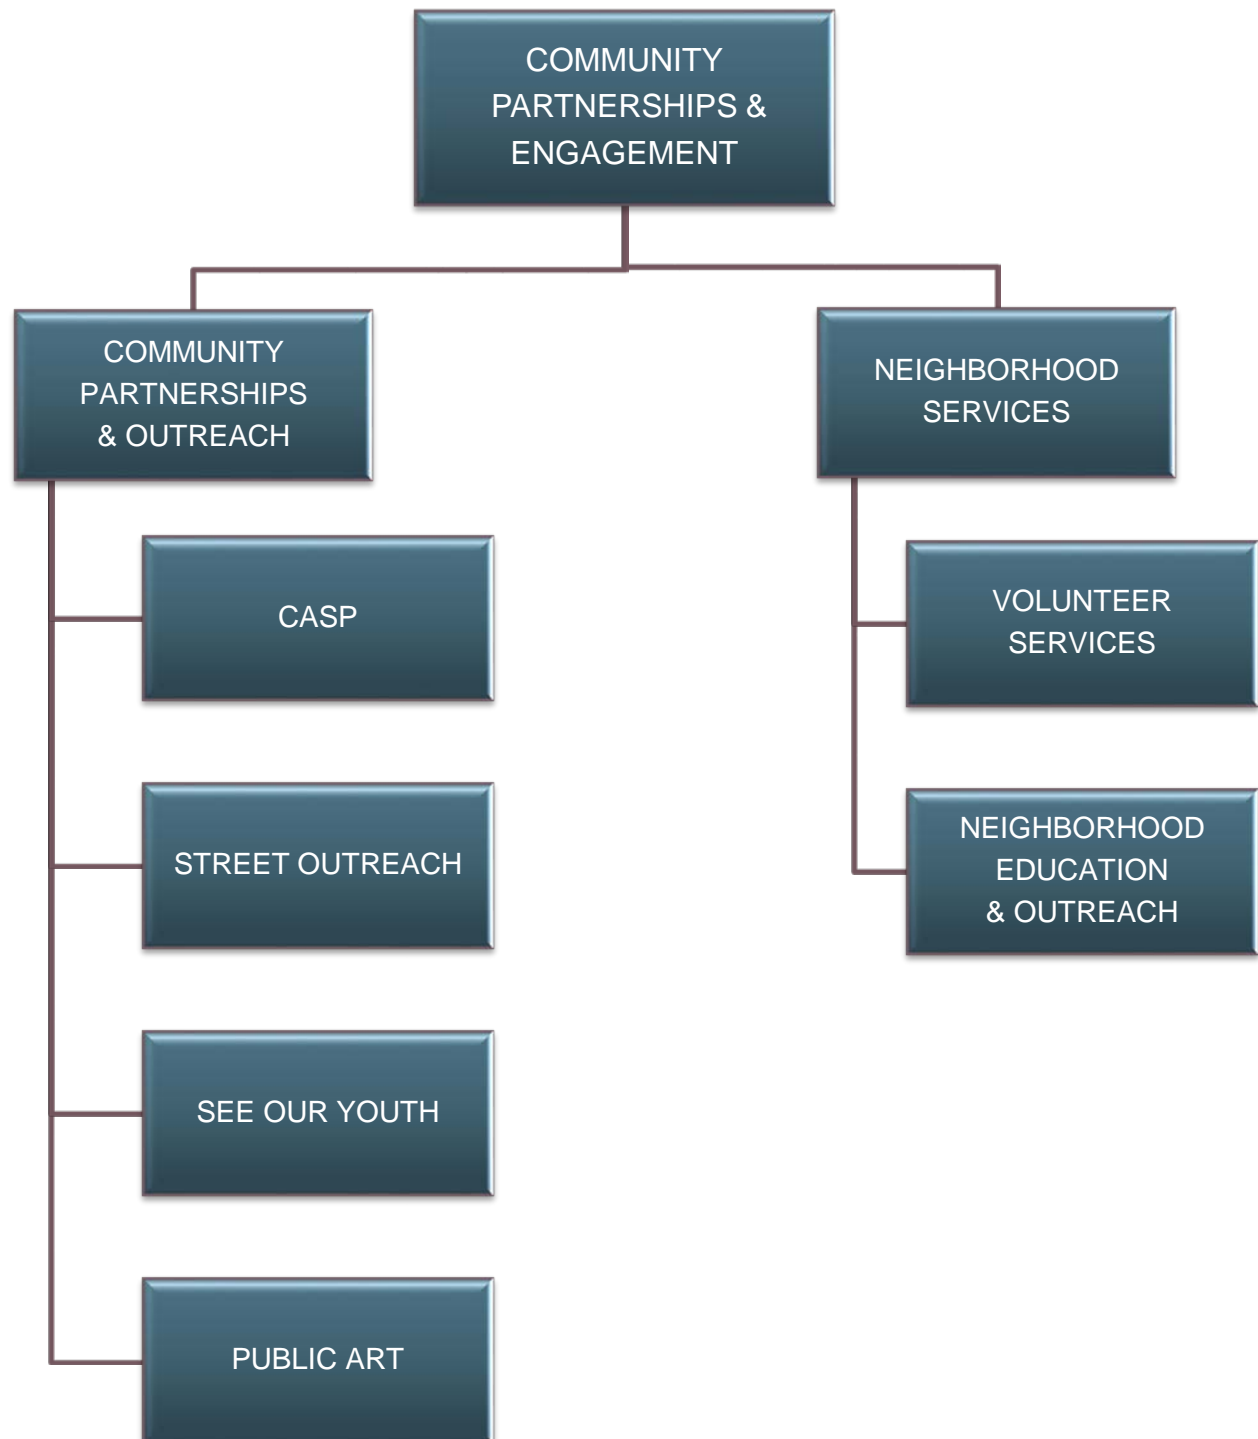 COMMUNITY
PARTNERSHIPS &
ENGAGEMENT
COMMUNITY
PARTNERSHIPS
& OUTREACH
CASP
STREET OUTREACH
SEE OUR YOUTH
PUBLIC ART
NEIGHBORHOOD
SERVICES
VOLUNTEER
SERVICES
NEIGHBORHOOD
EDUCATION
& OUTREACH